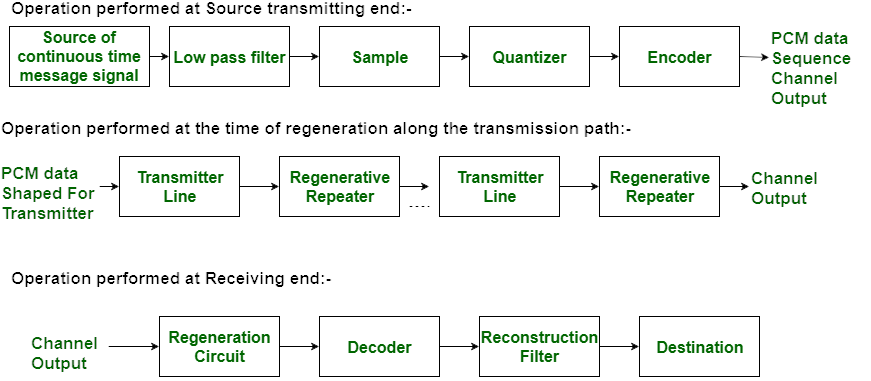 Operation performed at Source transmitting end:-
Source of
continuous time
message signal
Low pass filter
Sample
Quantizer
Encoder
PCM data
Sequence
Channel
Output
Operation performed at the time of regeneration along the transmission path:-
PCM data
Shaped For
Transmitter
Transmitter
Line
Regenerative
Repeater
....
Transmitter
Line
Regenerative
Repeater
Channel
Output
Operation performed at Receiving end:-
Channel
Output
Regeneration
Circuit
Decoder
Reconstruction
Filter
Destination